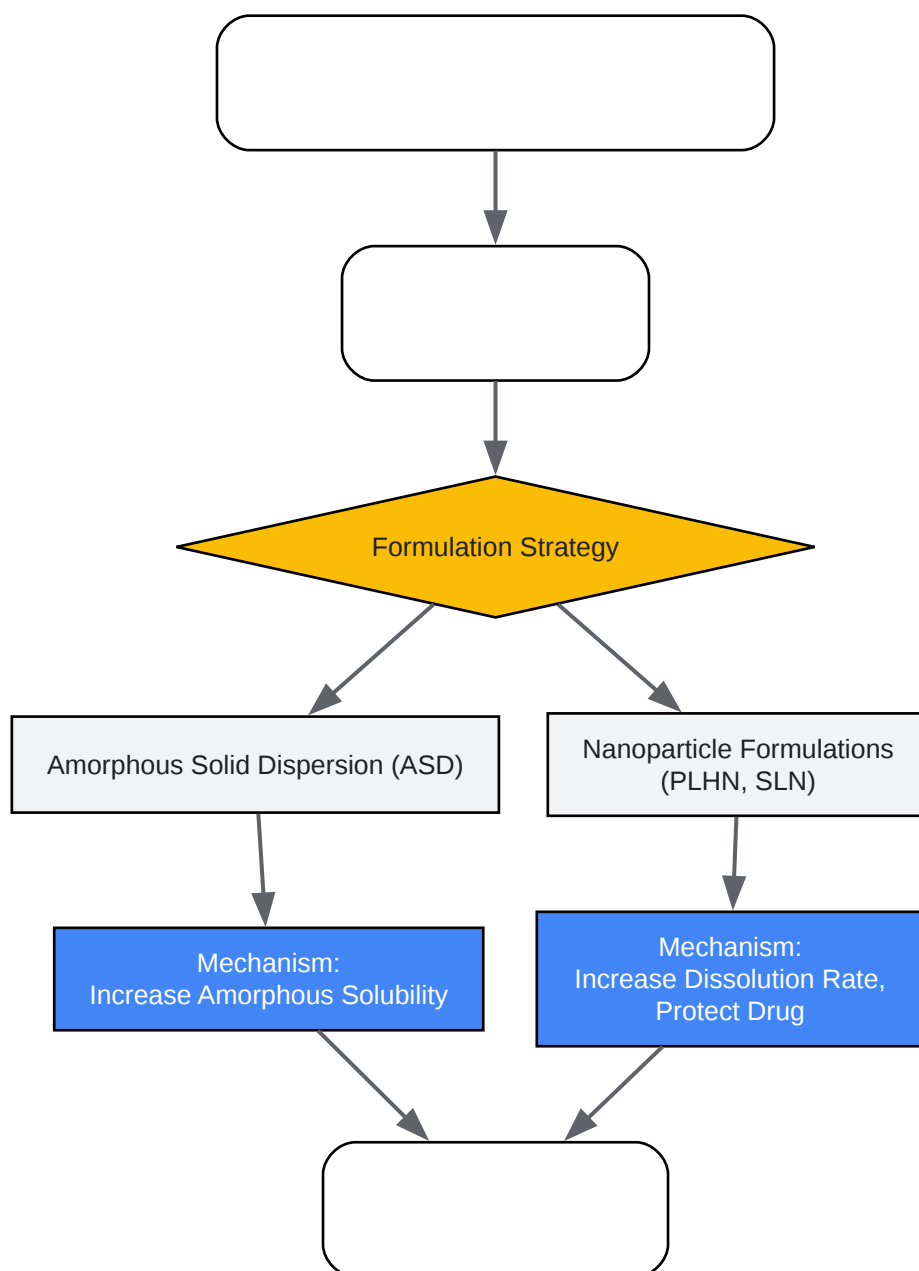 Formulation Strategy
Amorphous Solid Dispersion (ASD)
Nanoparticle Formulations
(PLHN, SLN)
Mechanism:
Increase Amorphous Solubility
Mechanism:
Increase Dissolution Rate,
Protect Drug